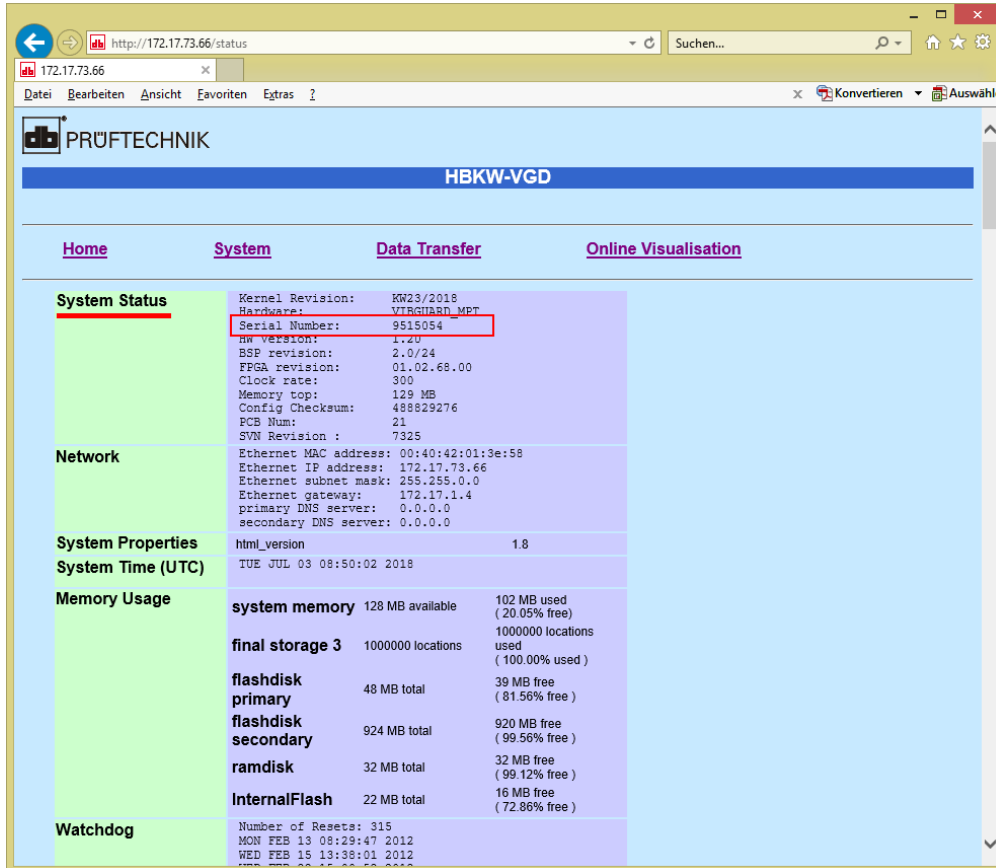 http://172.17.73.66/status
Suchen...
172.17.73.66
Datei Bearbeiten Ansicht Favoriten Extras ?
x Konvertieren Auswähl
db PRÜFTECHNIK
HBKW-VGD
Home System Data Transfer Online Visualisation
System Status
Kernel Revision: KW23/2018
Hardware: VIBGUARD_MPT
Serial Number: 9515054
HW version: 1.20
BSP revision: 2.0/24
FPGA revision: 01.02.68.00
Clock rate: 300
Memory top: 129 MB
Config Checksum: 488829276
PCB Num: 21
SVN Revision : 7325
Network
Ethernet MAC address: 00:40:42:01:3e:58
Ethernet IP address: 172.17.73.66
Ethernet subnet mask: 255.255.0.0
Ethernet gateway: 172.17.1.4
primary DNS server: 0.0.0.0
secondary DNS server: 0.0.0.0
System Properties html_version 1.8
System Time (UTC) TUE JUL 03 08:50:02 2018
Memory Usage
system memory 128 MB available 102 MB used
( 20.05% free)
final storage 3 1000000 locations 1000000 locations
used
( 100.00% used )
flashdisk
primary 48 MB total 39 MB free
( 81.56% free )
flashdisk
secondary 924 MB total 920 MB free
( 99.56% free )
ramdisk 32 MB total 32 MB free
( 99.12% free )
InternalFlash 22 MB total 16 MB free
( 72.86% free )
Watchdog
Number of Resets: 315
MON FEB 13 08:29:47 2012
WED FEB 15 13:38:01 2012